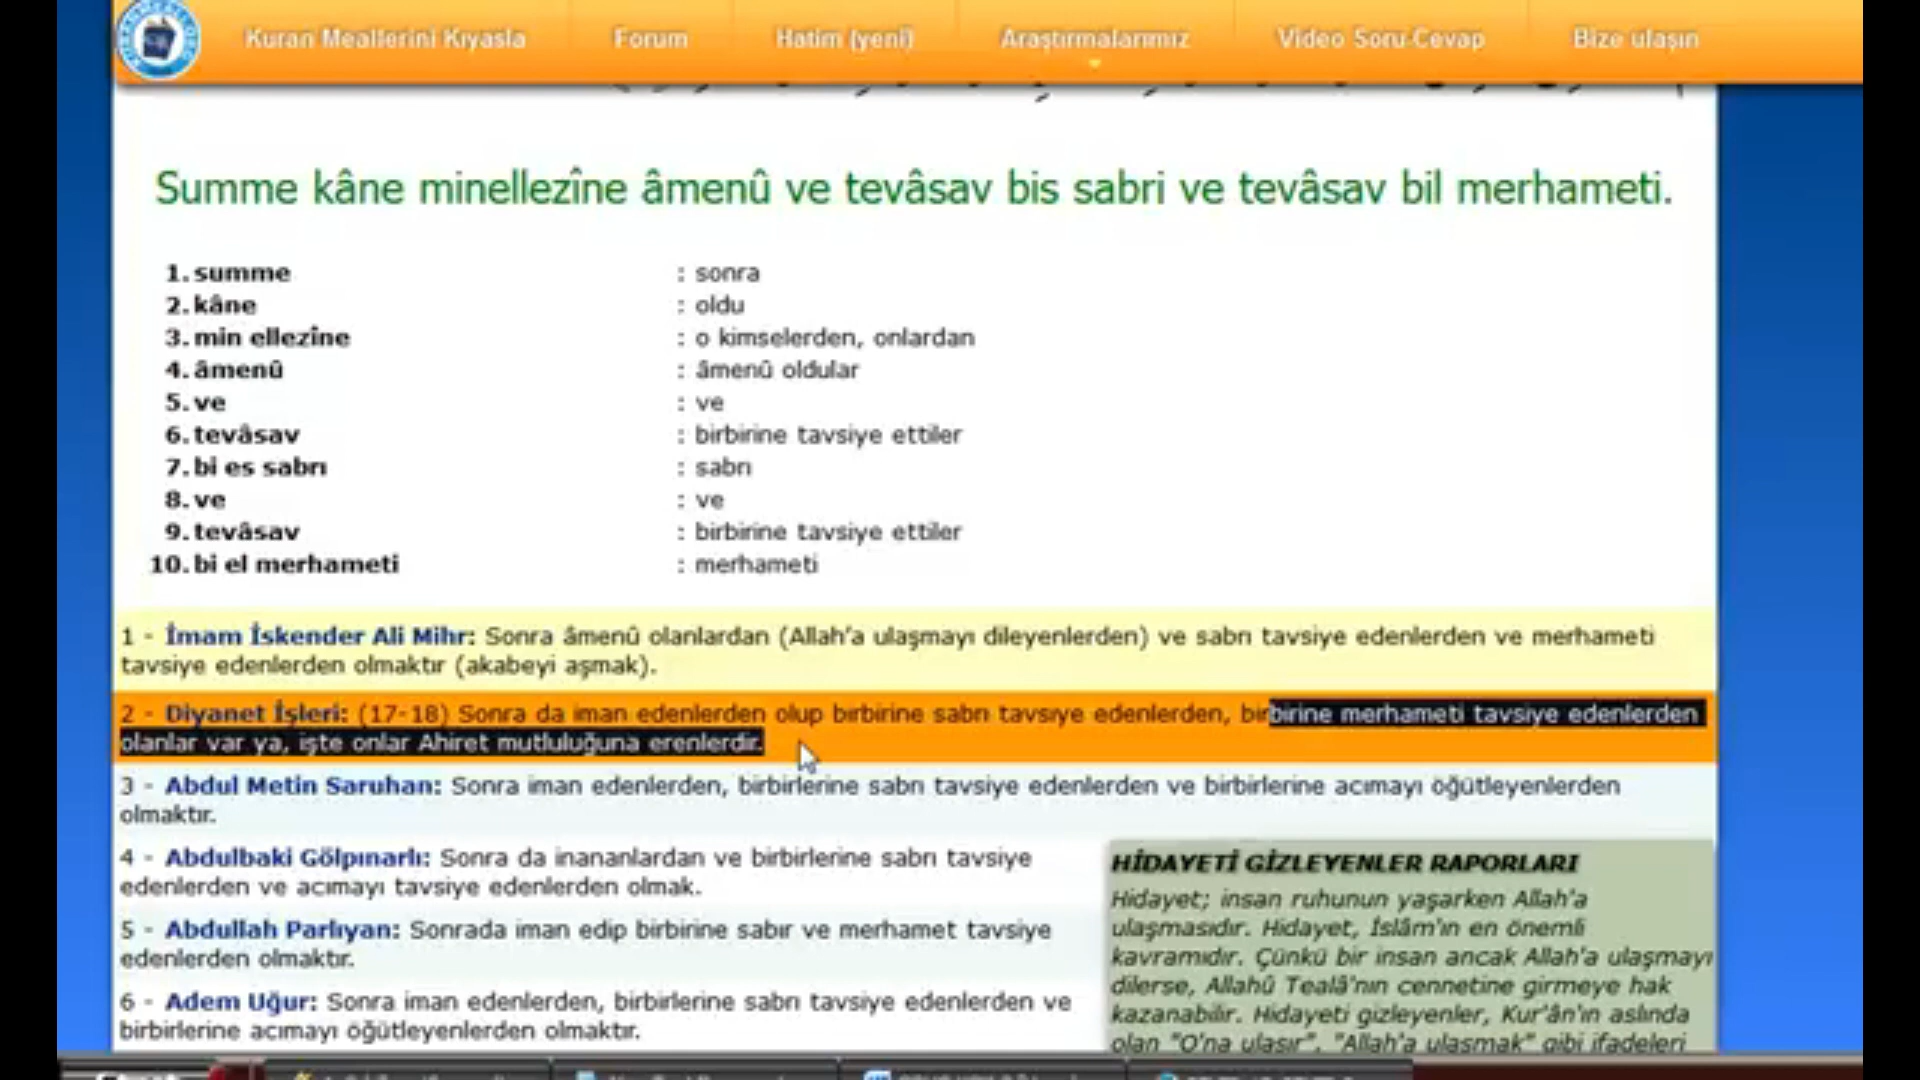 Kuran Meallerini Kıyasla Forum Hatim (yeni) Araştırmalarımız Video Soru-Cevap Bize ulaşın
Summe kâne minellezîne âmenû ve tevâsav bis sabri ve tevâsav bil merhameti.
1. summe : sonra
2. kâne : oldu
3. min ellezîne : o kimselerden, onlardan
4. âmenû : âmenû oldular
5. ve : ve
6. tevâsav : birbirine tavsiye ettiler
7. bi es sabrı : sabrı
8. ve : ve
9. tevâsav : birbirine tavsiye ettiler
10. bi el merhameti : merhameti
1 - İmam İskender Ali Mihr: Sonra âmenû olanlardan (Allah'a ulaşmayı dileyenlerden) ve sabrı tavsiye edenlerden ve merhameti
tavsiye edenlerden olmaktır (akabeyi aşmak).
2 - Diyanet İşleri: (17-18) Sonra da iman edenlerden olup birbirine sabrı tavsiye edenlerden, birbirine merhameti tavsiye edenlerden
olanlar var ya, işte onlar Ahiret mutluluğuna erenlerdir.
3 - Abdul Metin Saruhan: Sonra iman edenlerden, birbirlerine sabrı tavsiye edenlerden ve birbirlerine acımayı öğütleyenlerden
olmaktır.
4 - Abdulbaki Gölpınarlı: Sonra da inananlardan ve birbirlerine sabrı tavsiye
edenlerden ve acımayı tavsiye edenlerden olmak.
5 - Abdullah Parlıyan: Sonrada iman edip birbirine sabır ve merhamet tavsiye
edenlerden olmaktır.
6 - Adem Uğur: Sonra iman edenlerden, birbirlerine sabrı tavsiye edenlerden ve
birbirlerine acımayı öğütleyenlerden olmaktır.
HİDAYETİ GİZLEYENLER RAPORLARI
Hidayet; insan ruhunun yaşarken Allah'a
ulaşmasıdır. Hidayet, İslâm'ın en önemli
kavramıdır. Çünkü bir insan ancak Allah'a ulaşmayı
dilerse, Allahû Tealâ'nın cennetine girmeye hak
kazanabilir. Hidayeti gizleyenler, Kur'ân'ın aslında
olan "O'na ulaşır", "Allah'a ulaşmak" gibi ifadeleri